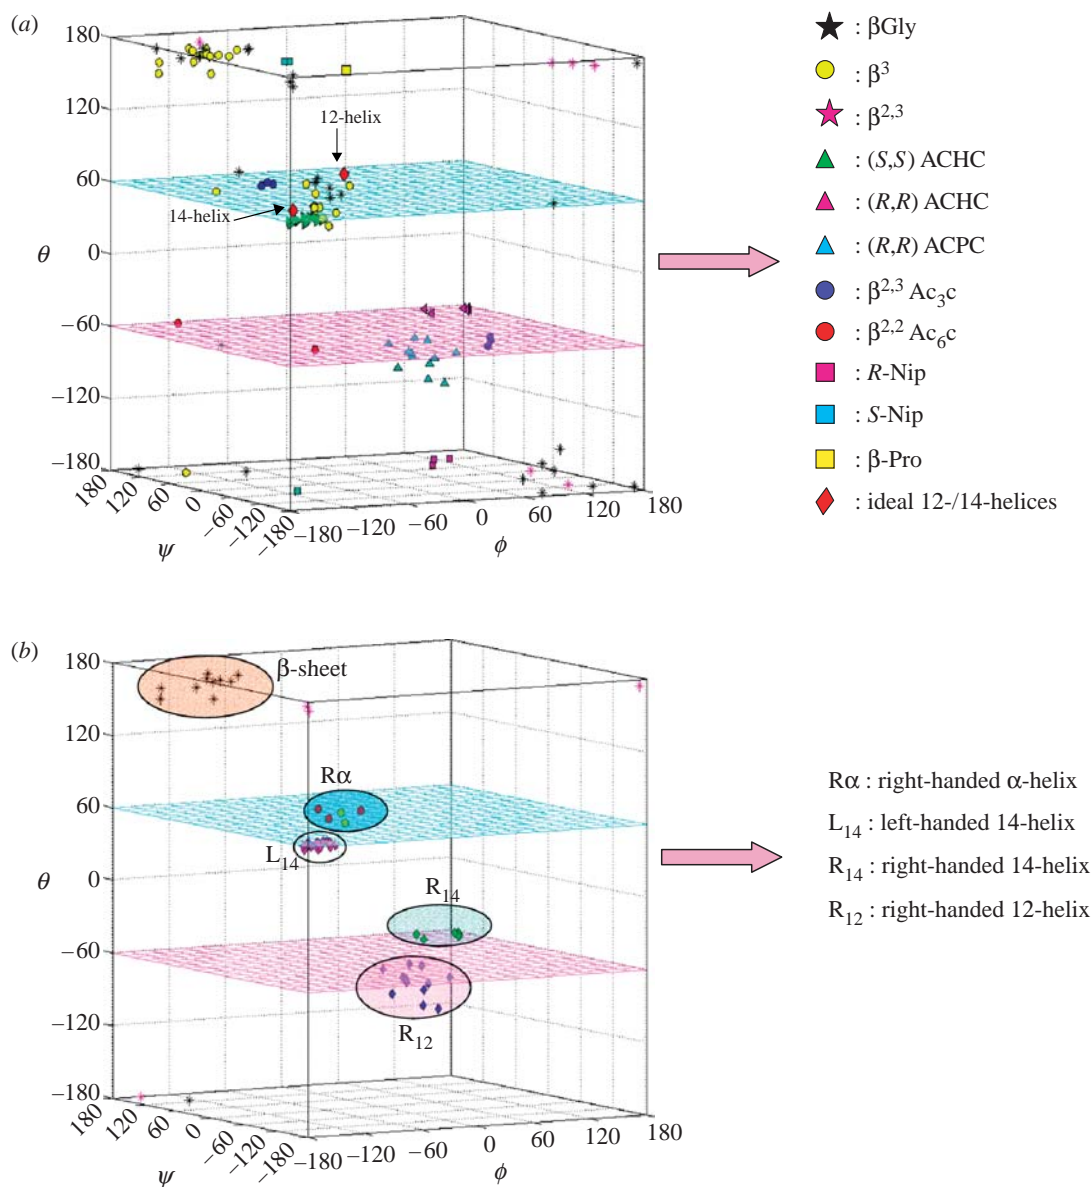 (a)
180
120
60
0
−60
−120
−180
θ
12-helix
14-helix
180
120
60
0
−60
−120
−180
ψ
−180
−120
−60
0
60
120
180
ϕ
: βGly
: β³
: β²,³
: (S,S) ACHC
: (R,R) ACHC
: (R,R) ACPC
: β²,³ Ac₃c
: β²,² Ac₆c
: R-Nip
: S-Nip
: β-Pro
: ideal 12-/14-helices
(b)
180
120
60
0
−60
−120
−180
θ
β-sheet
Rα
L₁₄
R₁₄
R₁₂
180
120
60
0
−60
−120
−180
ψ
−180
−120
−60
0
60
120
180
ϕ
Rα : right-handed α-helix
L₁₄ : left-handed 14-helix
R₁₄ : right-handed 14-helix
R₁₂ : right-handed 12-helix